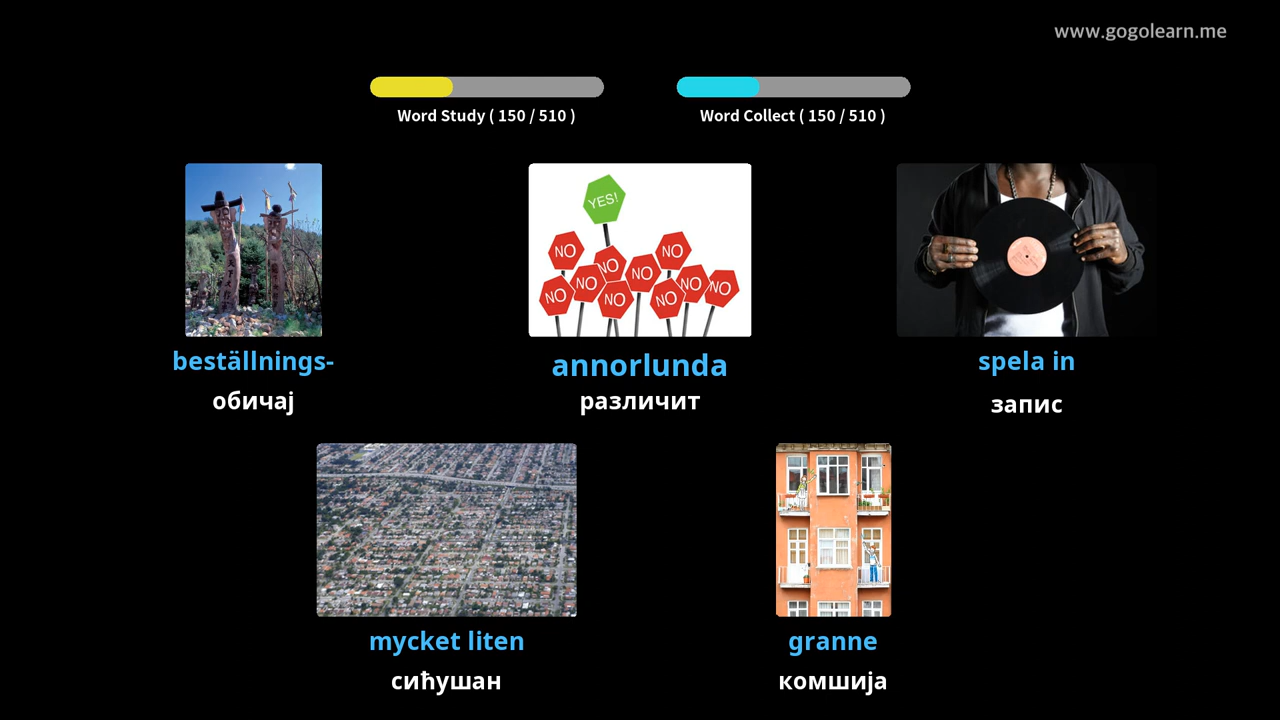 www.gogolearn.me
Word Study ( 150 / 510 )
Word Collect ( 150 / 510 )
YES!
NO
NO
NO
NO
NO
NO
NO
NO
NO
NO
beställnings-
annorlunda
spela in
обичај
различит
запис
mycket liten
granne
сићушан
комшија